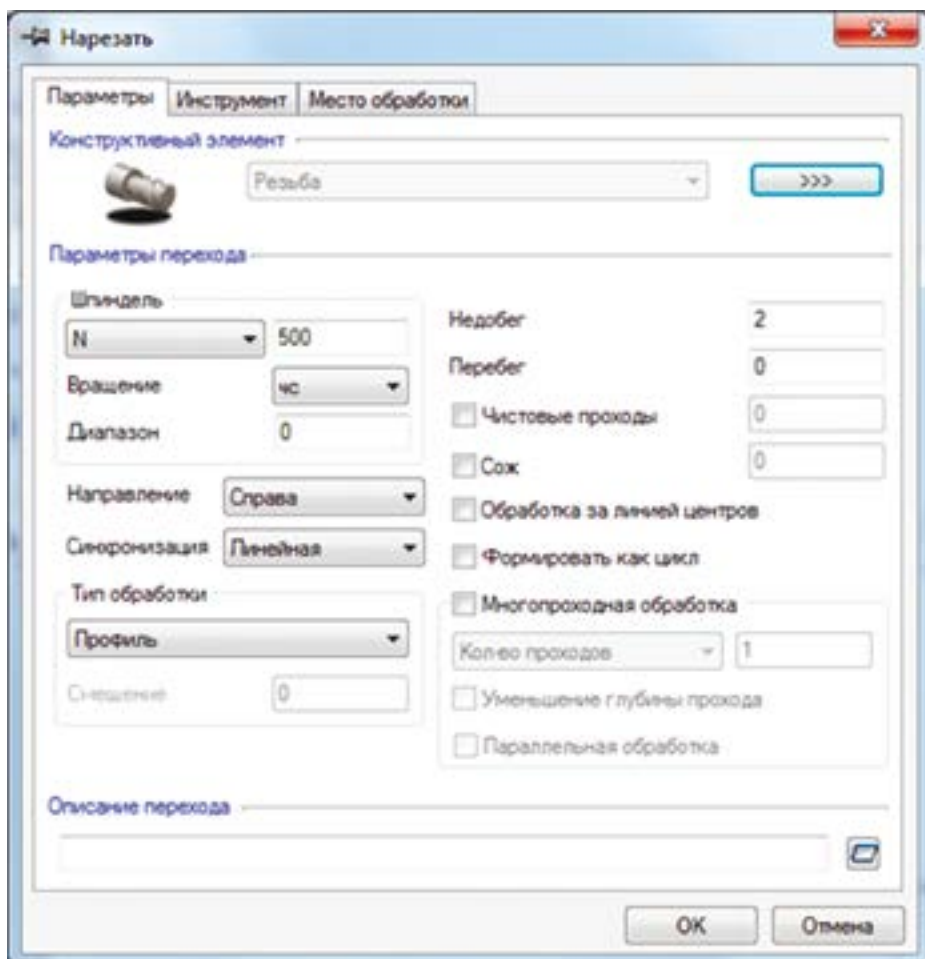 Нарезать
Параметры Инструмент Место обработки
Конструктивный элемент
Резьба >>>
Параметры перехода
Шпиндель
N 500
Вращение чс
Диапазон 0
Направление Справа
Синхронизация Линейная
Тип обработки
Профиль
Смещение 0
Недобег 2
Перебег 0
Чистовые проходы 0
Сож 0
Обработка за линией центров
Формировать как цикл
Многопроходная обработка
Кол-во проходов 1
Уменьшение глубины прохода
Параллельная обработка
Описание перехода
OK Отмена